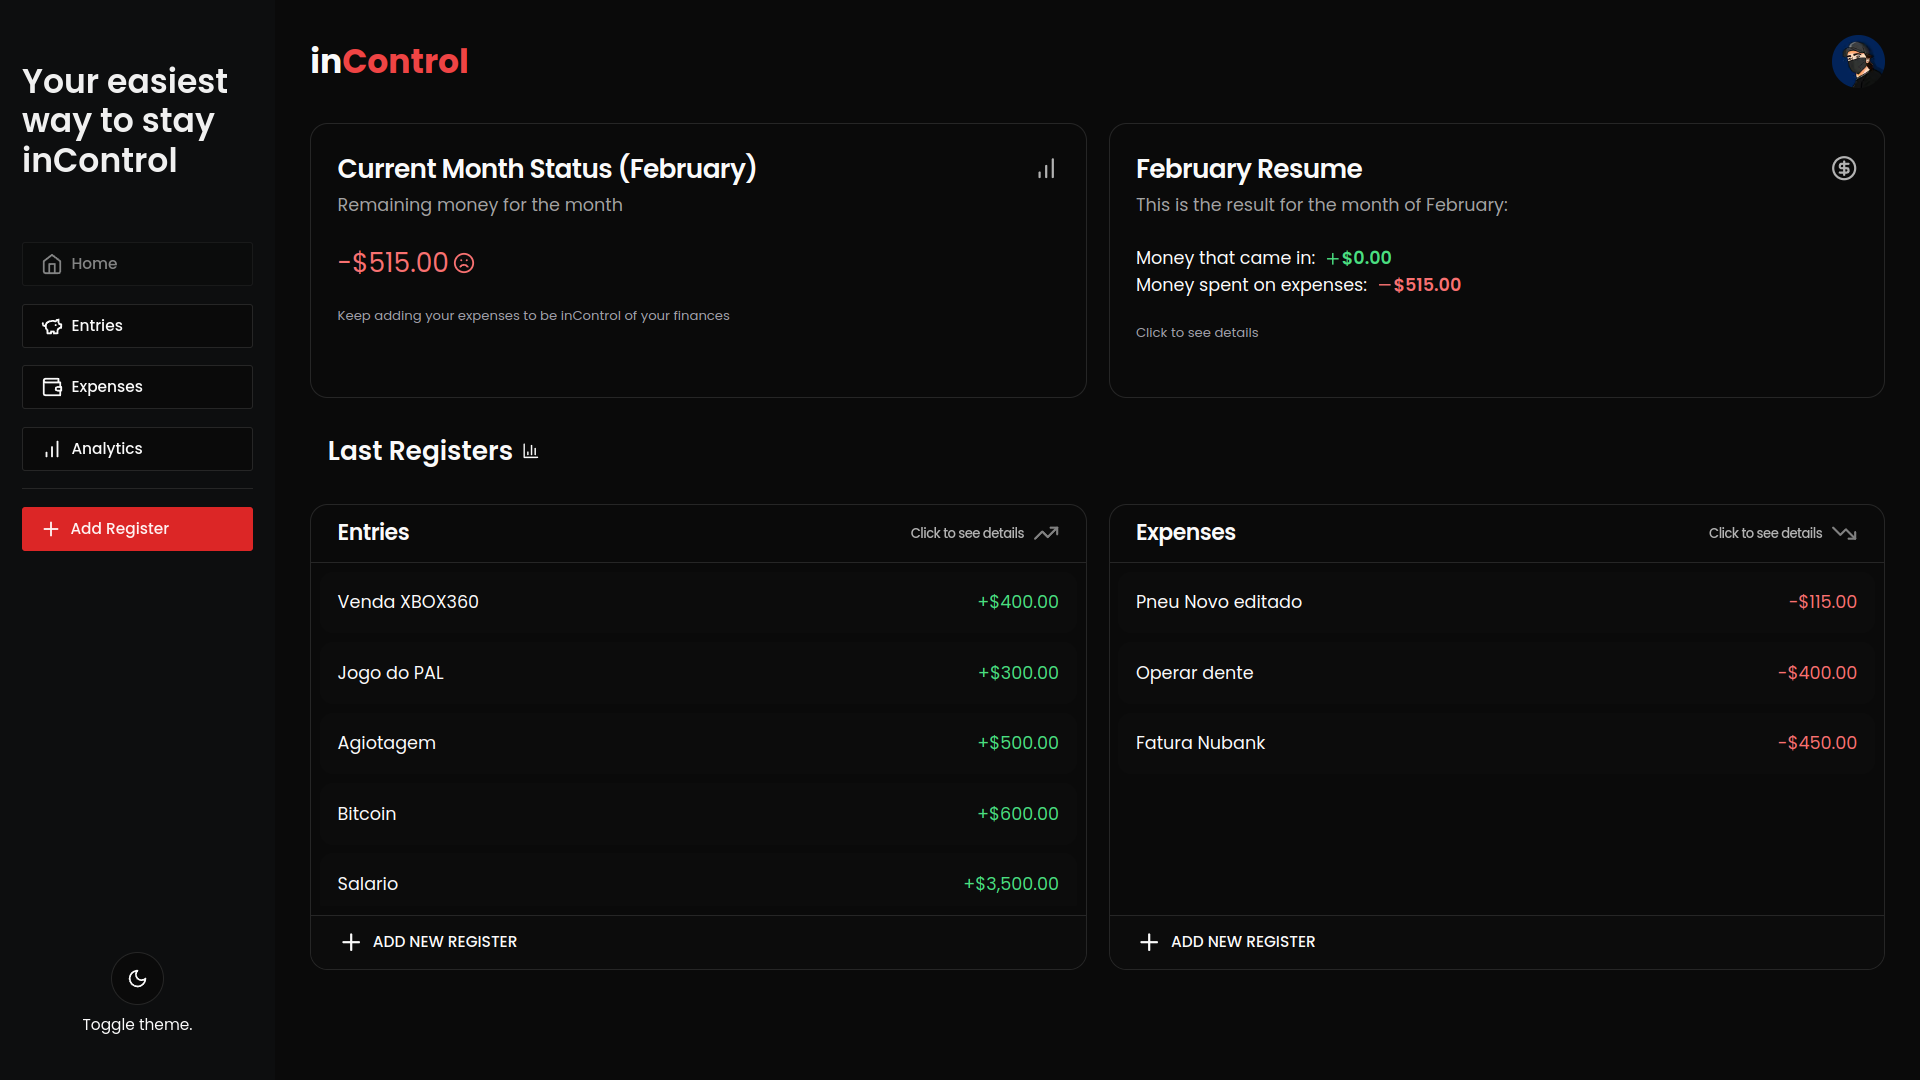 Your easiest
way to stay
inControl
Home
Entries
Expenses
Analytics
Add Register
Toggle theme.
inControl
Current Month Status (February)
Remaining money for the month
-$515.00
Keep adding your expenses to be inControl of your finances
February Resume
This is the result for the month of February:
Money that came in: +$0.00
Money spent on expenses: -$515.00
Click to see details
Last Registers
Entries Click to see details
Venda XBOX360 +$400.00
Jogo do PAL +$300.00
Agiotagem +$500.00
Bitcoin +$600.00
Salario +$3,500.00
ADD NEW REGISTER
Expenses Click to see details
Pneu Novo editado -$115.00
Operar dente -$400.00
Fatura Nubank -$450.00
ADD NEW REGISTER